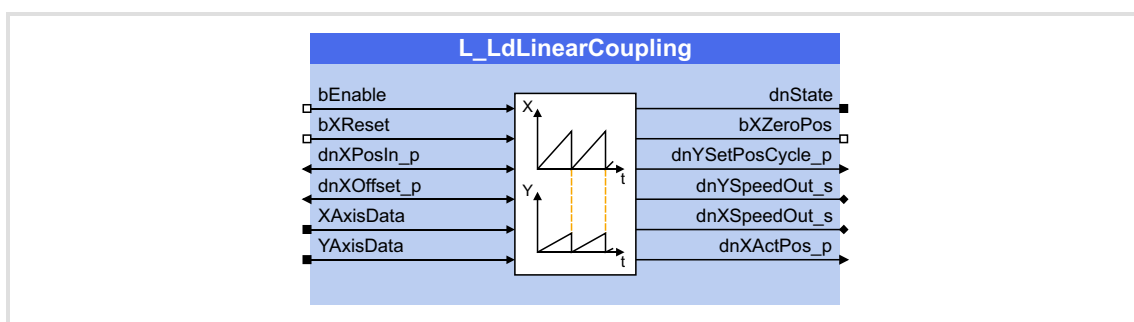 L_LdLinearCoupling
bEnable
bXReset
dnXPosIn_p
dnXOffset_p
XAxisData
YAxisData
X
t
Y
t
dnState
bXZeroPos
dnYSetPosCycle_p
dnYSpeedOut_s
dnXSpeedOut_s
dnXActPos_p